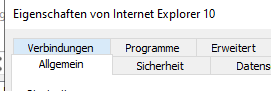 Eigenschaften von Internet Explorer 10
Verbindungen Programme Erweitert
Allgemein Sicherheit Datens